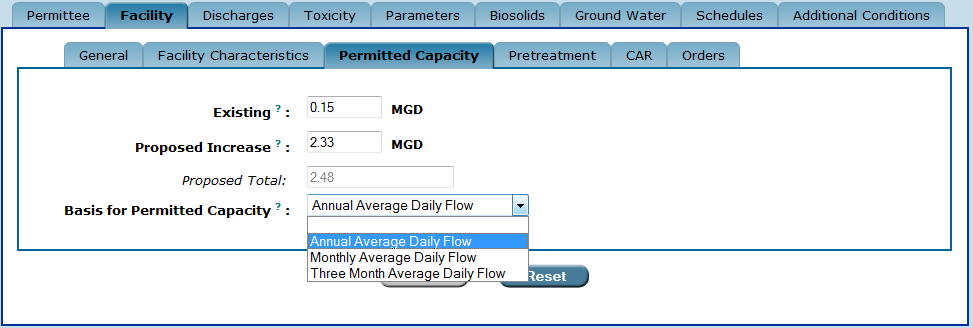 Permittee Facility Discharges Toxicity Parameters Biosolids Ground Water Schedules Additional Conditions
General Facility Characteristics Permitted Capacity Pretreatment CAR Orders
Existing ? : 0.15 MGD
Proposed Increase ? : 2.33 MGD
Proposed Total: 2.48
Basis for Permitted Capacity ? : Annual Average Daily Flow
Annual Average Daily Flow
Monthly Average Daily Flow
Three Month Average Daily Flow
Reset